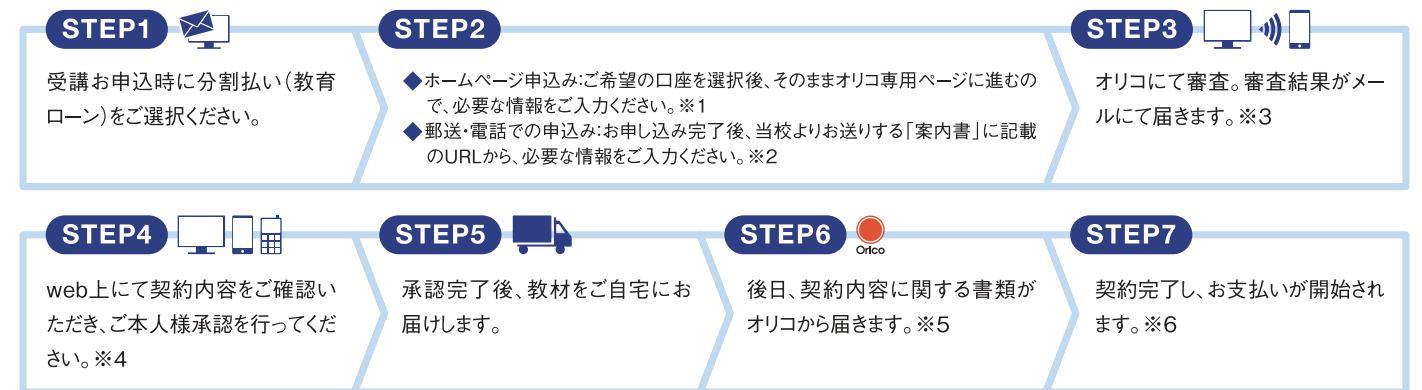 STEP1
受講お申込時に分割払い（教育
ローン）をご選択ください。
STEP2
◆ホームページ申込み：ご希望の口座を選択後、そのままオリコ専用ページに進むの
で、必要な情報をご入力ください。※1
◆郵送・電話での申込み：お申し込み完了後、当校よりお送りする「案内書」に記載
のURLから、必要な情報をご入力ください。※2
STEP3
オリコにて審査。審査結果がメー
ルにて届きます。※3
STEP4
web上にて契約内容をご確認い
ただき、ご本人様承認を行ってくだ
さい。※4
STEP5
承認完了後、教材をご自宅にお
届けします。
STEP6
Orico
後日、契約内容に関する書類が
オリコから届きます。※5
STEP7
契約完了し、お支払いが開始され
ます。※6